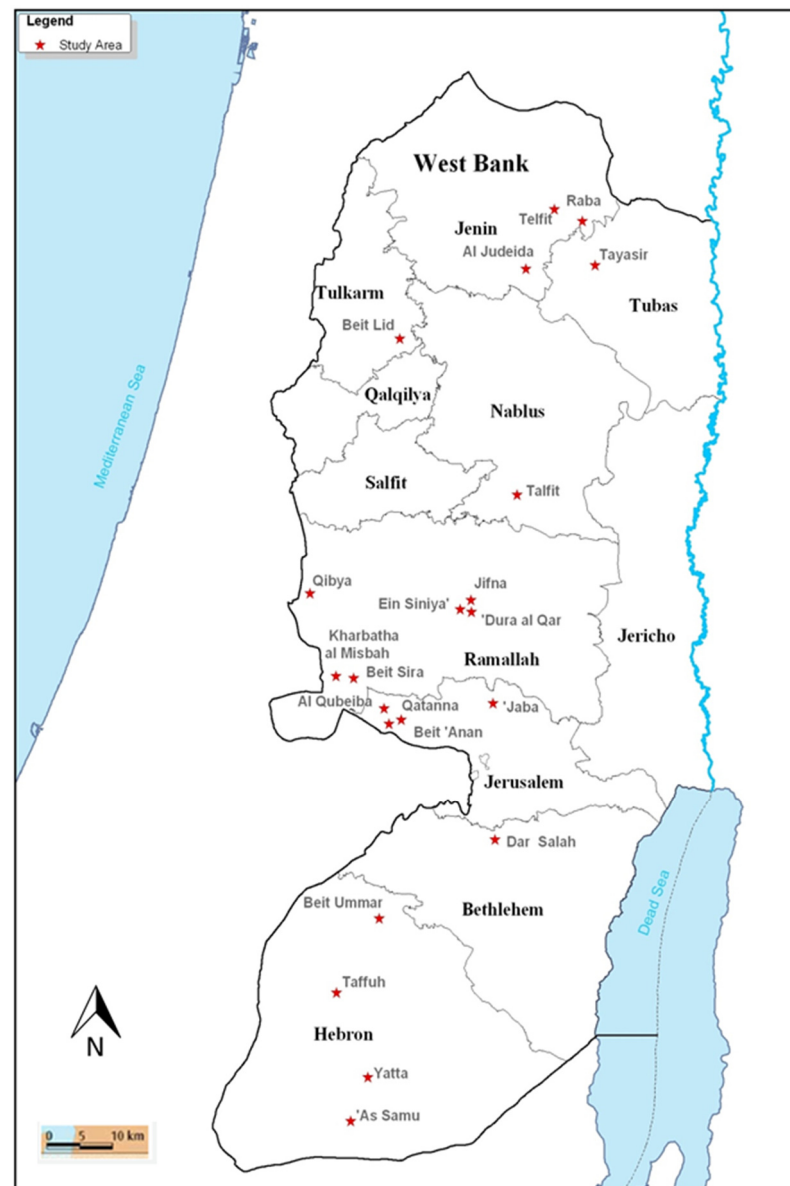 Legend
Study Area
West Bank
Raba
Telfit
Jenin
Al Judeida
Tayasir
Tulkarm
Tubas
Beit Lid
Mediterranean Sea
Qalqilya
Nablus
Salfit
Talfit
Qibya
Jifna
Ein Siniya'
'Dura al Qar
Jericho
Kharbatha
al Misbah
Ramallah
Beit Sira
Al Qubeiba
Qatanna
'Jaba
Beit 'Anan
Jerusalem
Dar Salah
Dead Sea
Beit Ummar
Bethlehem
Taffuh
Hebron
N
Yatta
'As Samu
0 5 10 km